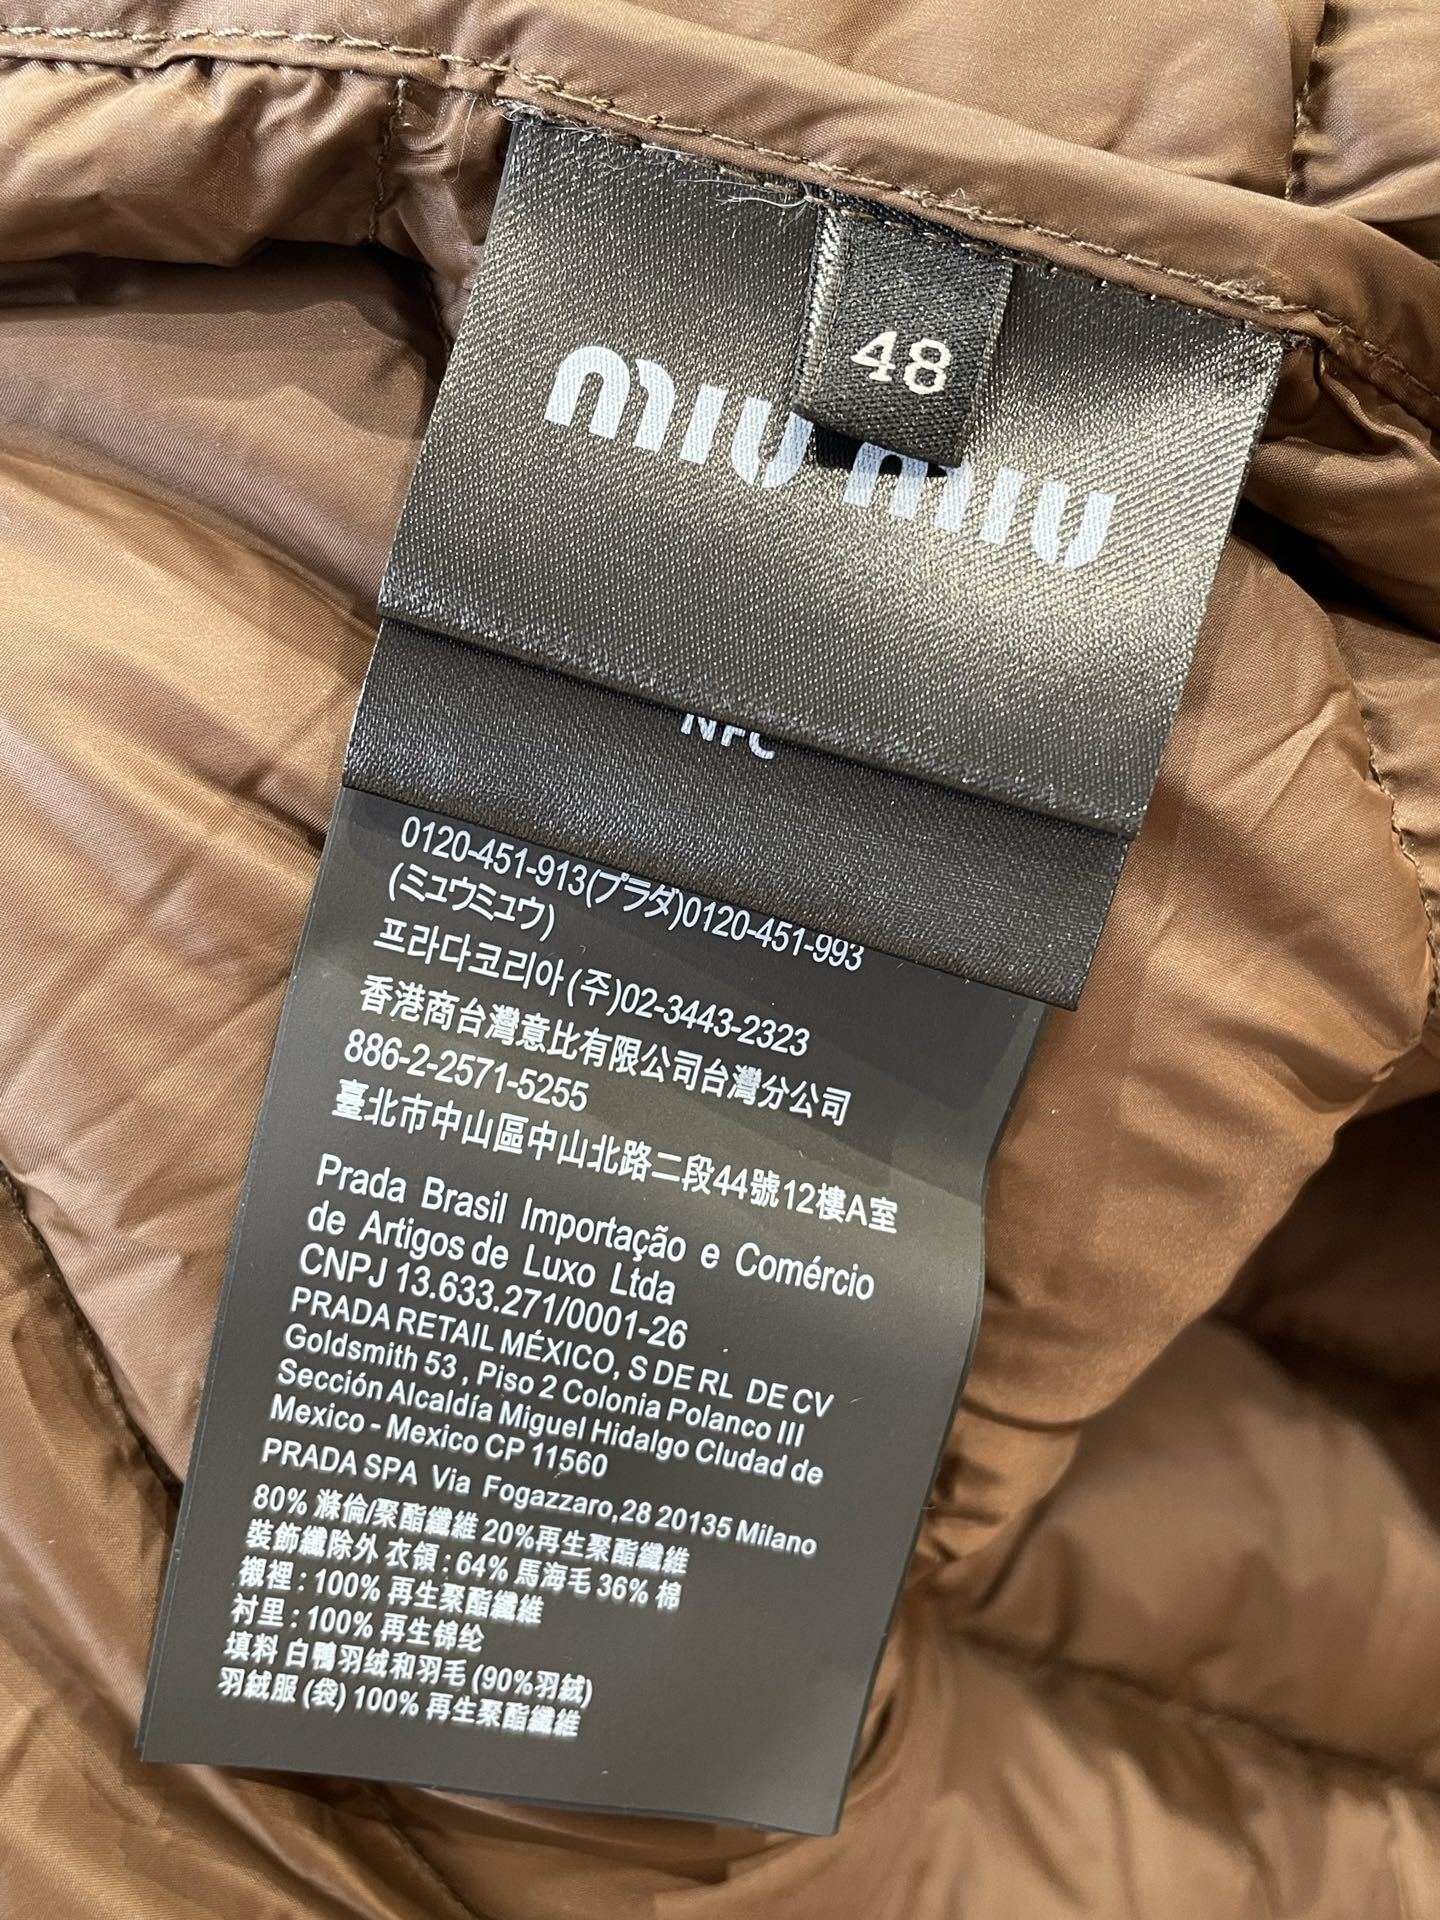 48
miu miu
NFC
0120-451-913(プラダ)0120-451-993
(ミュウミュウ)
프라다코리아(주)02-3443-2323
香港商台灣意比有限公司台灣分公司
886-2-2571-5255
臺北市中山區中山北路二段44號12樓A室
Prada Brasil Importação e Comércio
de Artigos de Luxo Ltda
CNPJ 13.633.271/0001-26
PRADA RETAIL MÉXICO, S DE RL DE CV
Goldsmith 53 , Piso 2 Colonia Polanco III
Sección Alcaldía Miguel Hidalgo Cludad de
Mexico - Mexico CP 11560
PRADA SPA Via Fogazzaro,28 20135 Milano
80% 滌倫/聚酯纖維 20%再生聚酯纖維
裝飾纖除外 衣領 : 64% 馬海毛 36% 棉
襯裡 : 100% 再生聚酯纖維
衬里 : 100% 再生锦纶
填料 白鴨羽绒和羽毛 (90%羽絨)
羽絨服 (袋) 100% 再生聚酯纖維